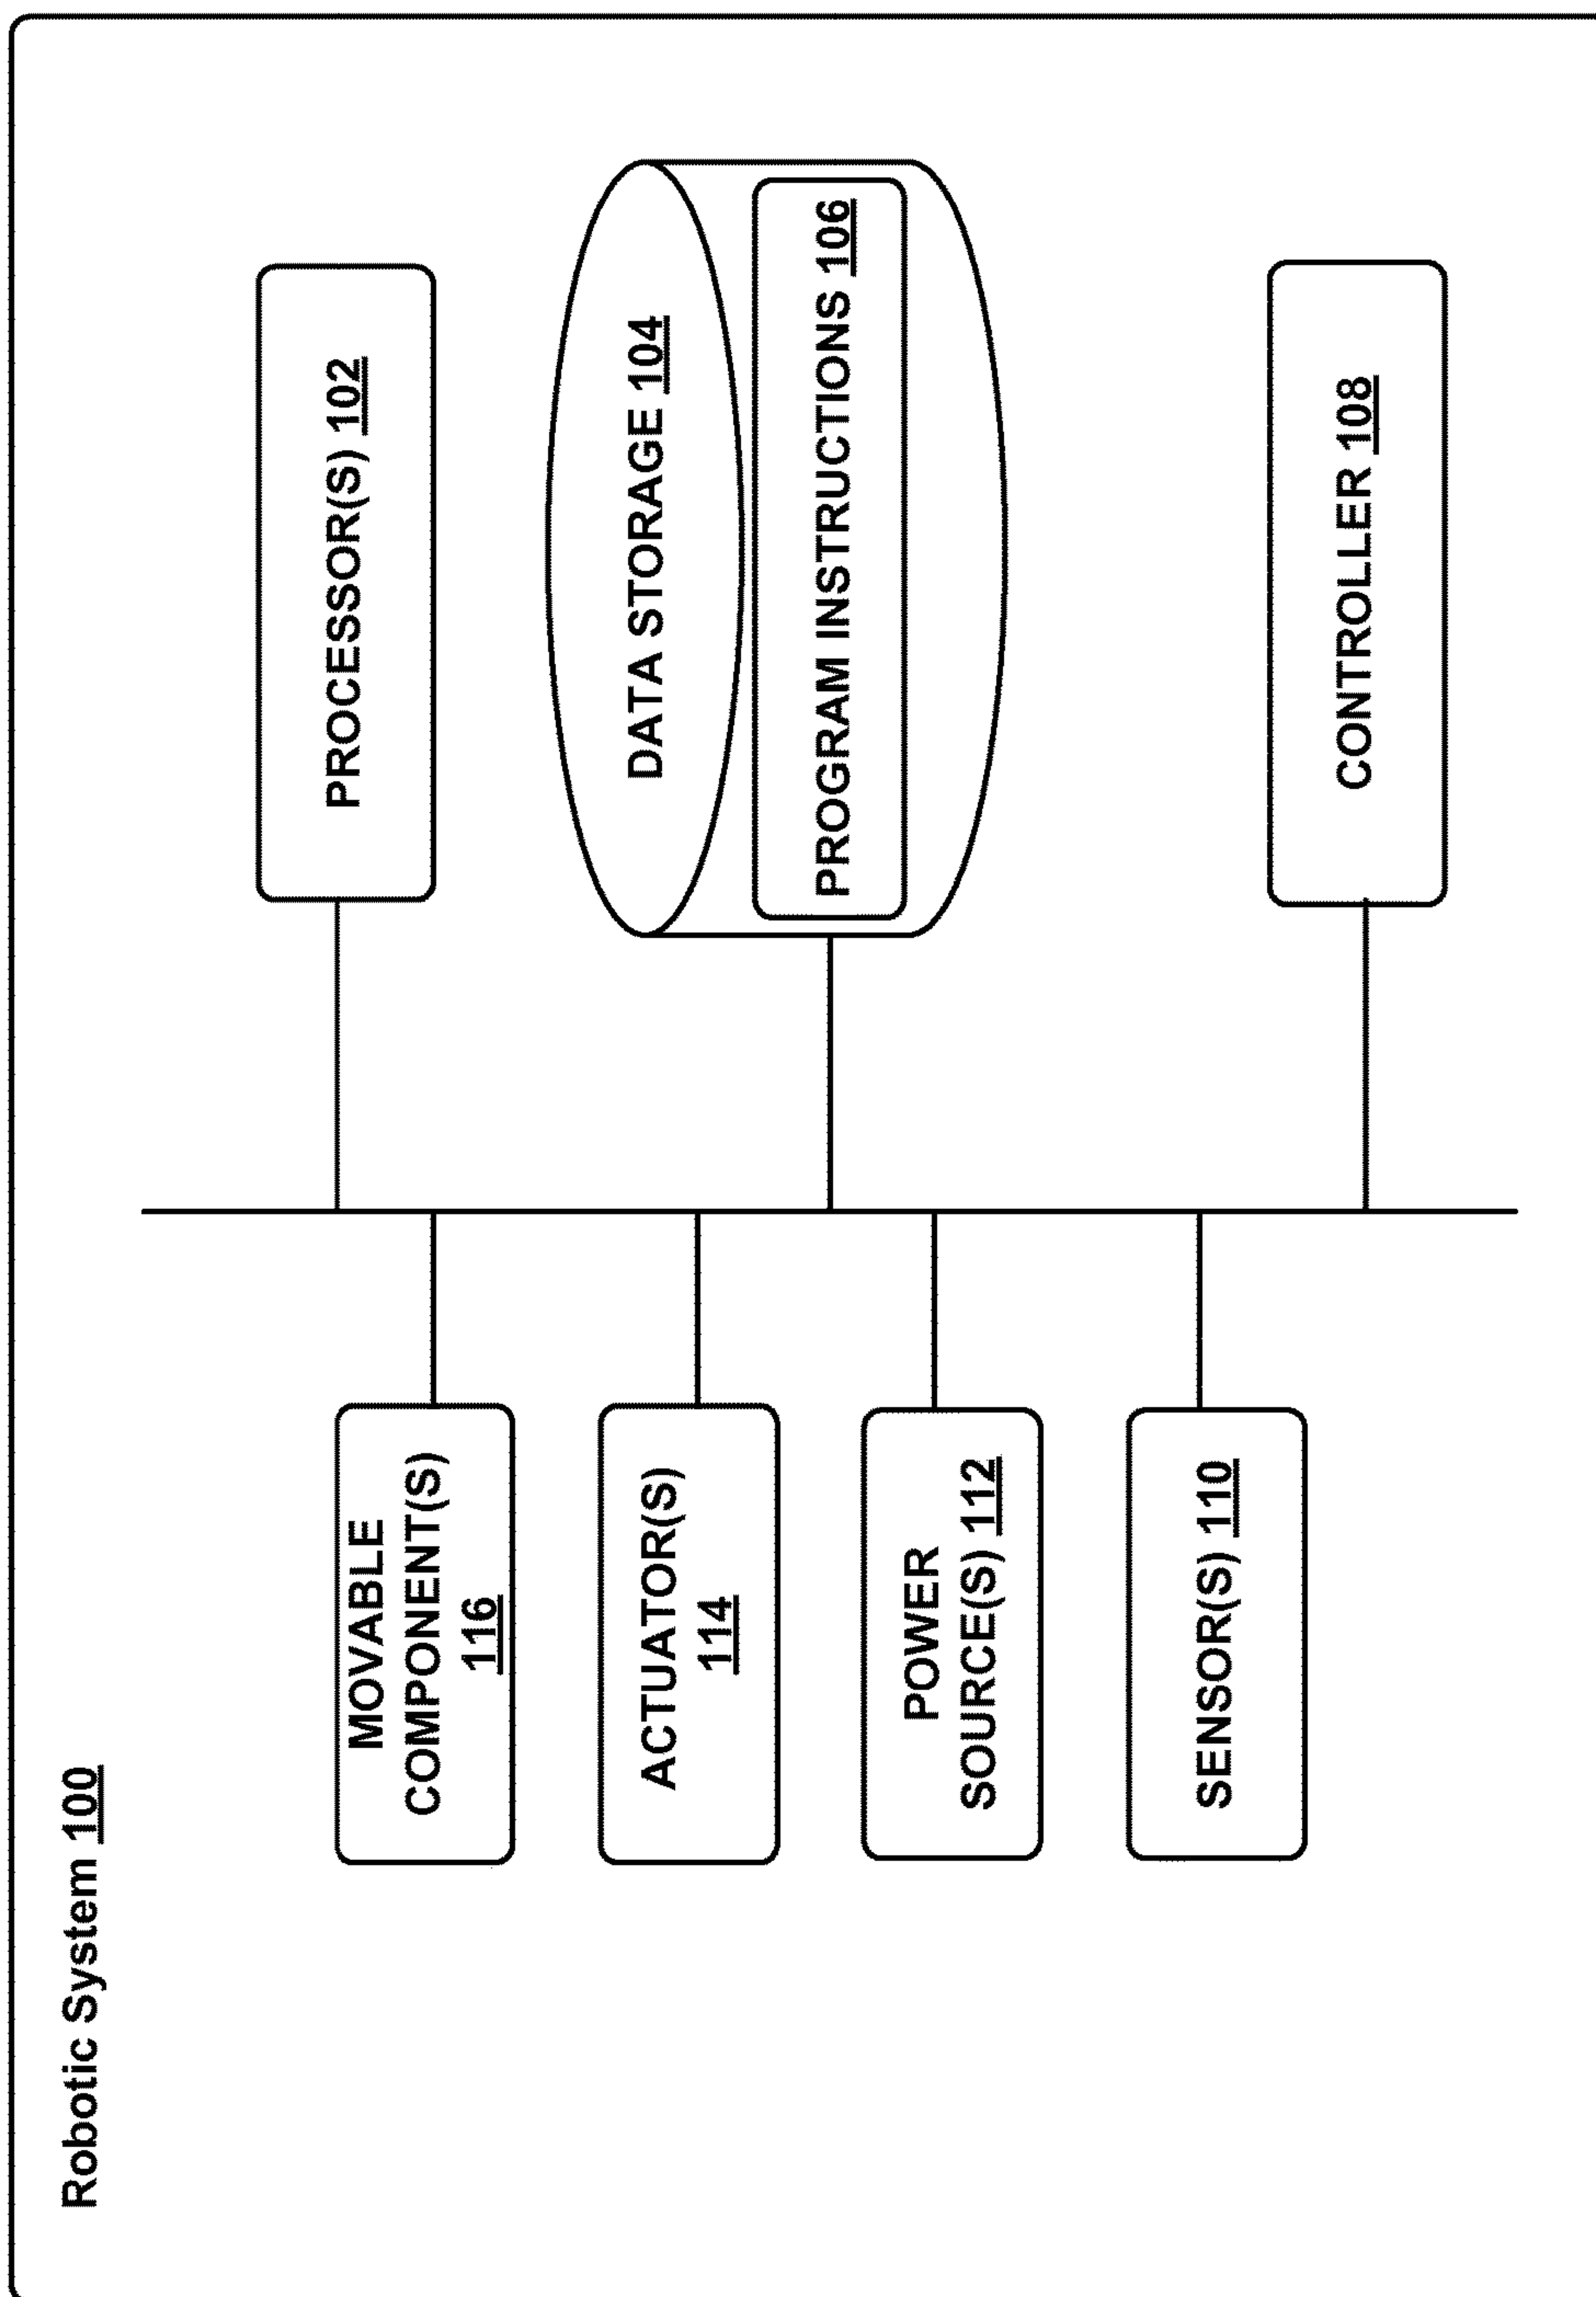 Robotic System 100
MOVABLE
COMPONENT(S)
116
ACTUATOR(S)
114
POWER
SOURCE(S) 112
SENSOR(S) 110
PROCESSOR(S) 102
DATA STORAGE 104
PROGRAM INSTRUCTIONS 106
CONTROLLER 108